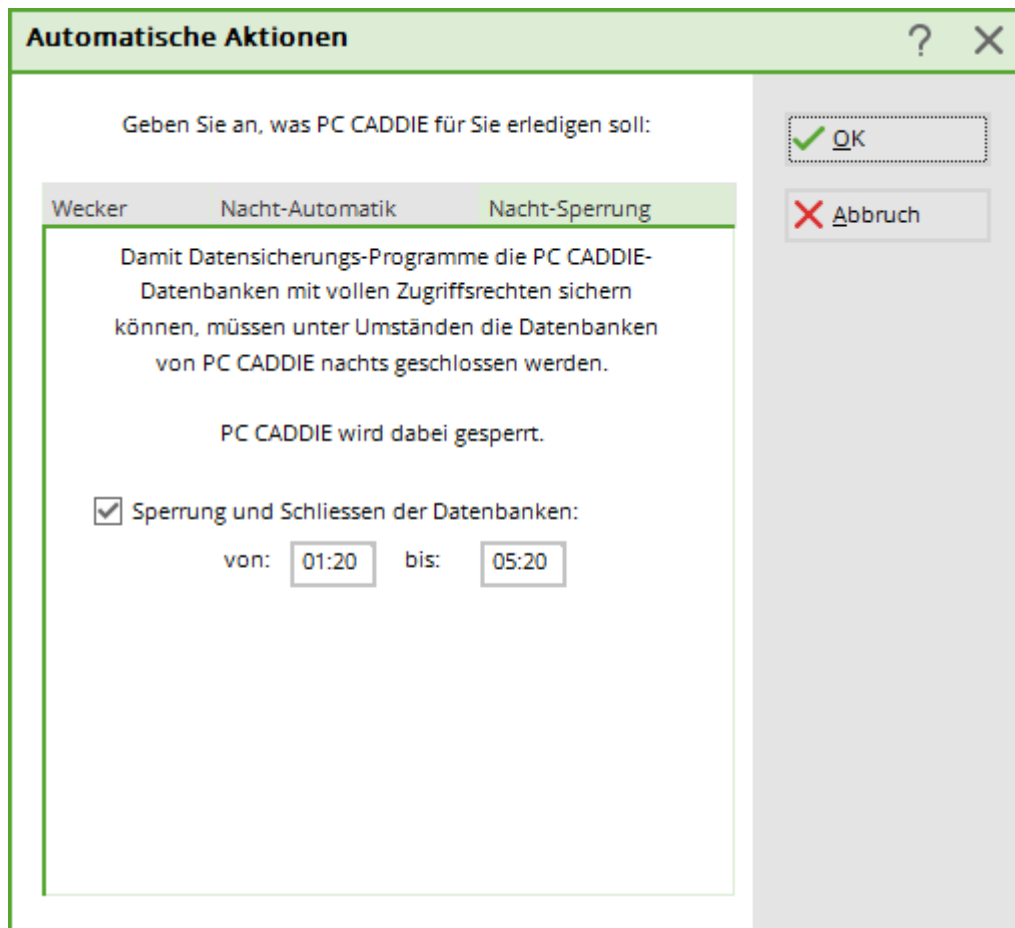 Automatische Aktionen ?
Geben Sie an, was PC CADDIE für Sie erledigen soll:
OK
Abbruch
Wecker Nacht-Automatik Nacht-Sperrung
Damit Datensicherungs-Programme die PC CADDIE-
Datenbanken mit vollen Zugriffsrechten sichern
können, müssen unter Umständen die Datenbanken
von PC CADDIE nachts geschlossen werden.
PC CADDIE wird dabei gesperrt.
Sperrung und Schliessen der Datenbanken:
von: 01:20 bis: 05:20